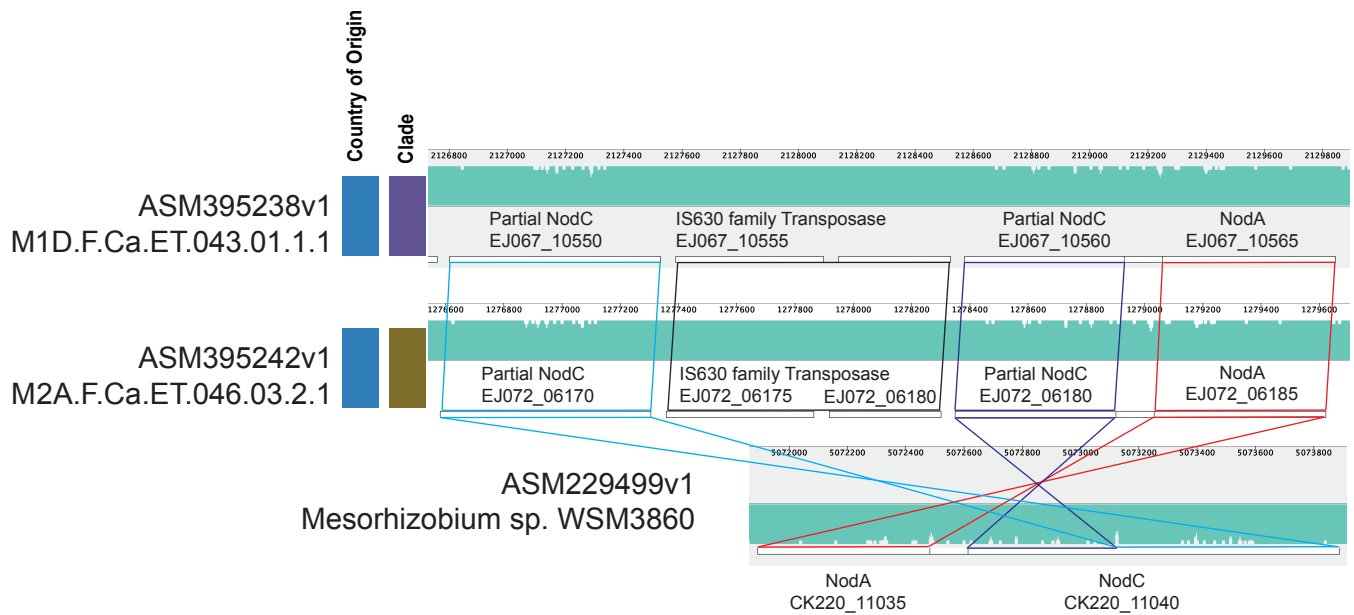 Country of Origin
Clade
2126800 2127000 2127200 2127400 2127600 2127800 2128000 2128200 2128400 2128600 2128800 2129000 2129200 2129400 2129600 2129800
ASM395238v1
M1D.F.Ca.ET.043.01.1.1
Partial NodC
EJ067_10550
IS630 family Transposase
EJ067_10555
Partial NodC
EJ067_10560
NodA
EJ067_10565
1276600 1276800 1277000 1277200 1277400 1277600 1277800 1278000 1278200 1278400 1278600 1278800 1279000 1279200 1279400 1279600
ASM395242v1
M2A.F.Ca.ET.046.03.2.1
Partial NodC
EJ072_06170
IS630 family Transposase
EJ072_06175 EJ072_06180
Partial NodC
EJ072_06180
NodA
EJ072_06185
5072000 5072200 5072400 5072600 5072800 5073000 5073200 5073400 5073600 5073800
ASM229499v1
Mesorhizobium sp. WSM3860
NodA
CK220_11035
NodC
CK220_11040